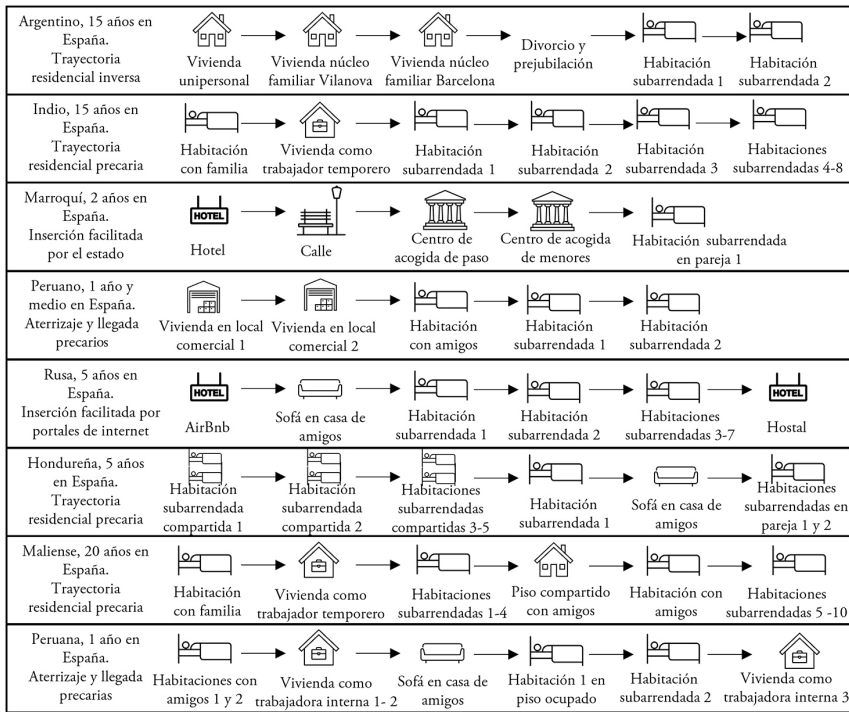 Argentino, 15 años en
España.
Trayectoria
residencial inversa
Vivienda
unipersonal
Vivienda núcleo
familiar Vilanova
Vivienda núcleo
familiar Barcelona
Divorcio y
prejubilación
Habitación
subarrendada 1
Habitación
subarrendada 2
Indio, 15 años en
España.
Trayectoria
residencial precaria
Habitación
con familia
Vivienda como
trabajador temporero
Habitación
subarrendada 1
Habitación
subarrendada 2
Habitación
subarrendada 3
Habitaciones
subarrendadas 4-8
Marroquí, 2 años en
España.
Inserción facilitada
por el estado
HOTEL
Hotel
Calle
Centro de
acogida de paso
Centro de acogida
de menores
Habitación subarrendada
en pareja 1
Peruano, 1 año y
medio en España.
Aterrizaje y llegada
precarios
Vivienda en local
comercial 1
Vivienda en local
comercial 2
Habitación
con amigos
Habitación
subarrendada 1
Habitación
subarrendada 2
Rusa, 5 años en
España.
Inserción facilitada por
portales de internet
HOTEL
AirBnb
Sofá en casa de
amigos
Habitación
subarrendada 1
Habitación
subarrendada 2
Habitaciones
subarrendadas 3-7
HOTEL
Hostal
Hondureña, 5 años
en España.
Trayectoria
residencial precaria
Habitación
subarrendada
compartida 1
Habitación
subarrendada
compartida 2
Habitaciones
subarrendadas
compartidas 3-5
Habitación
subarrendada 1
Sofá en casa de
amigos
Habitaciones
subarrendadas en
pareja 1 y 2
Maliense, 20 años en
España.
Trayectoria
residencial precaria
Habitación
con familia
Vivienda como
trabajador temporero
Habitaciones
subarrendadas 1-4
Piso compartido
con amigos
Habitación con
amigos
Habitaciones
subarrendadas 5 -10
Peruana, 1 año en
España.
Aterrizaje y llegada
precarias
Habitaciones con
amigos 1 y 2
Vivienda como
trabajadora interna 1- 2
Sofá en casa de
amigos
Habitación 1 en
piso ocupado
Habitación
subarrendada 2
Vivienda como
trabajadora interna 3